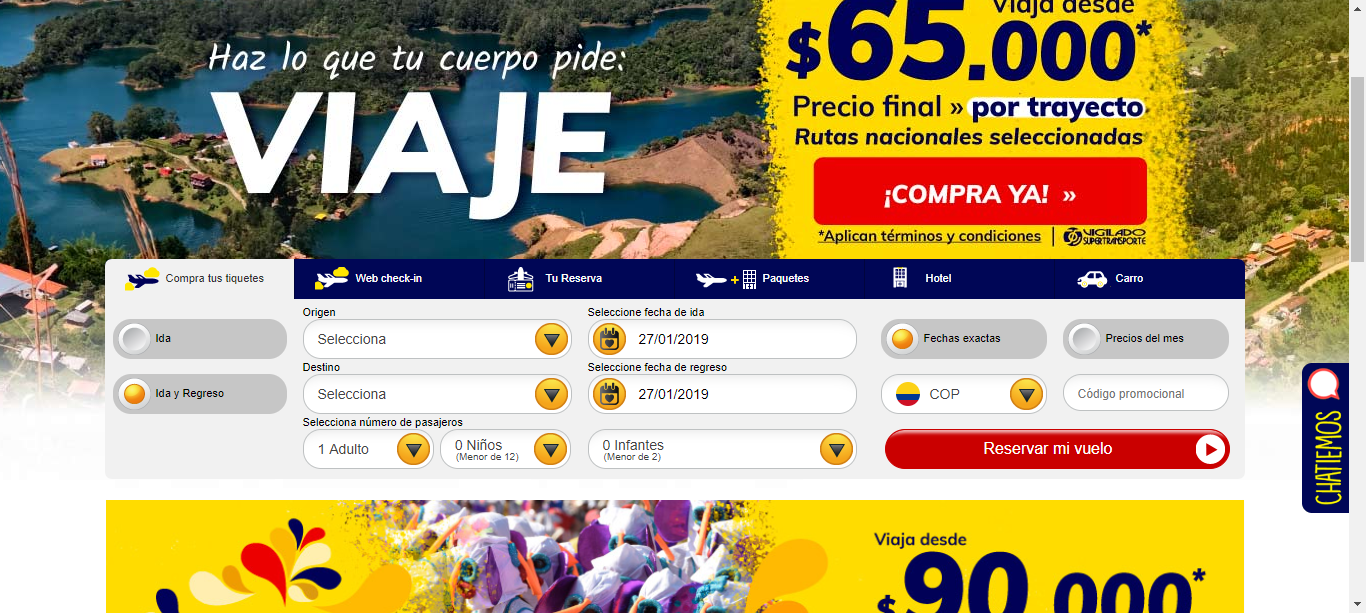 Viaja desde
Haz lo que tu cuerpo pide:
VIAJE
$65.000*
Precio final » por trayecto
Rutas nacionales seleccionadas
¡COMPRA YA! »
*Aplican términos y condiciones | VIGILADO SUPERTRANSPORTE
Compra tus tiquetes
Web check-in
Tu Reserva
Paquetes
Hotel
Carro
Ida
Ida y Regreso
Origen
Selecciona
Destino
Selecciona
Selecciona número de pasajeros
1 Adulto
0 Niños
(Menor de 12)
Seleccione fecha de ida
27/01/2019
Seleccione fecha de regreso
27/01/2019
0 Infantes
(Menor de 2)
Fechas exactas
Precios del mes
COP
Código promocional
Reservar mi vuelo
CHATIEMOS
Viaja desde
$90.000*